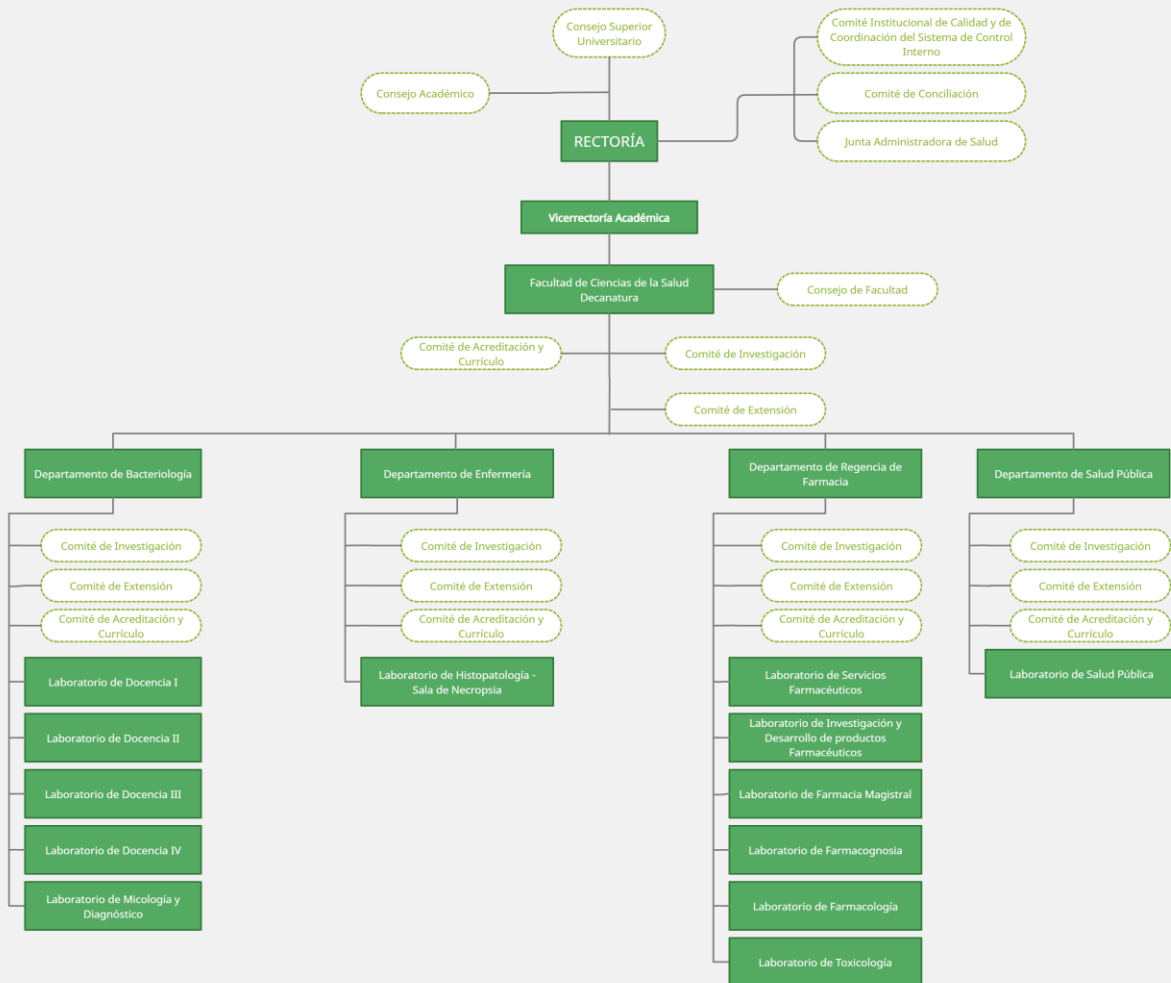 Consejo Superior
Universitario
Comité Institucional de Calidad y de
Coordinación del Sistema de Control
Interno
Consejo Académico
Comité de Conciliación
RECTORÍA
Junta Administradora de Salud
Vicerrectoría Académica
Facultad de Ciencias de la Salud
Decanatura
Consejo de Facultad
Comité de Acreditación y
Currículo
Comité de Investigación
Comité de Extensión
Departamento de Bacteriología
Comité de Investigación
Comité de Extensión
Comité de Acreditación y
Currículo
Laboratorio de Docencia I
Laboratorio de Docencia II
Laboratorio de Docencia III
Laboratorio de Docencia IV
Laboratorio de Micología y
Diagnóstico
Departamento de Enfermería
Comité de Investigación
Comité de Extensión
Comité de Acreditación y
Currículo
Laboratorio de Histopatología -
Sala de Necropsia
Departamento de Regencia de
Farmacia
Comité de Investigación
Comité de Extensión
Comité de Acreditación y
Currículo
Laboratorio de Servicios
Farmacéuticos
Laboratorio de Investigación y
Desarrollo de productos
Farmacéuticos
Laboratorio de Farmacia Magistral
Laboratorio de Farmacognosia
Laboratorio de Farmacología
Laboratorio de Toxicología
Departamento de Salud Pública
Comité de Investigación
Comité de Extensión
Comité de Acreditación y
Currículo
Laboratorio de Salud Pública